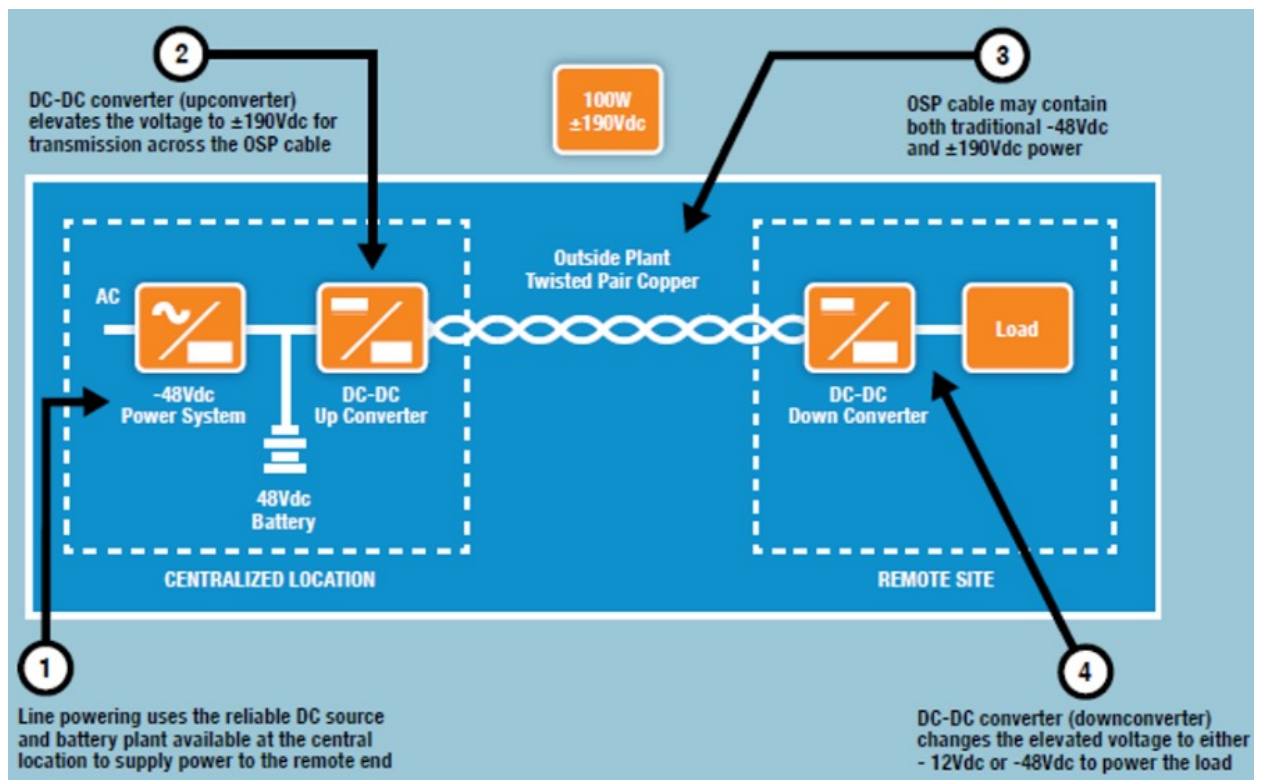 2
DC-DC converter (upconverter)
elevates the voltage to ±190Vdc for
transmission across the OSP cable
100W
±190Vdc
3
OSP cable may contain
both traditional -48Vdc
and ±190Vdc power
AC
-48Vdc
Power System
48Vdc
Battery
DC-DC
Up Converter
CENTRALIZED LOCATION
Outside Plant
Twisted Pair Copper
DC-DC
Down Converter
Load
REMOTE SITE
1
Line powering uses the reliable DC source
and battery plant available at the central
location to supply power to the remote end
4
DC-DC converter (downconverter)
changes the elevated voltage to either
- 12Vdc or -48Vdc to power the load